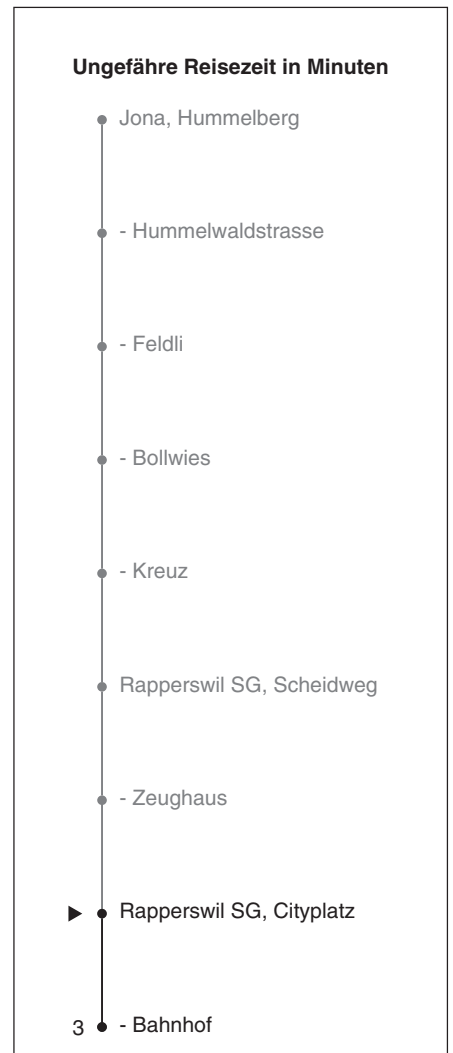 Ungefähre Reisezeit in Minuten
Jona, Hummelberg
- Hummelwaldstrasse
- Feldli
- Bollwies
- Kreuz
Rapperswil SG, Scheidweg
- Zeughaus
Rapperswil SG, Cityplatz
3 - Bahnhof